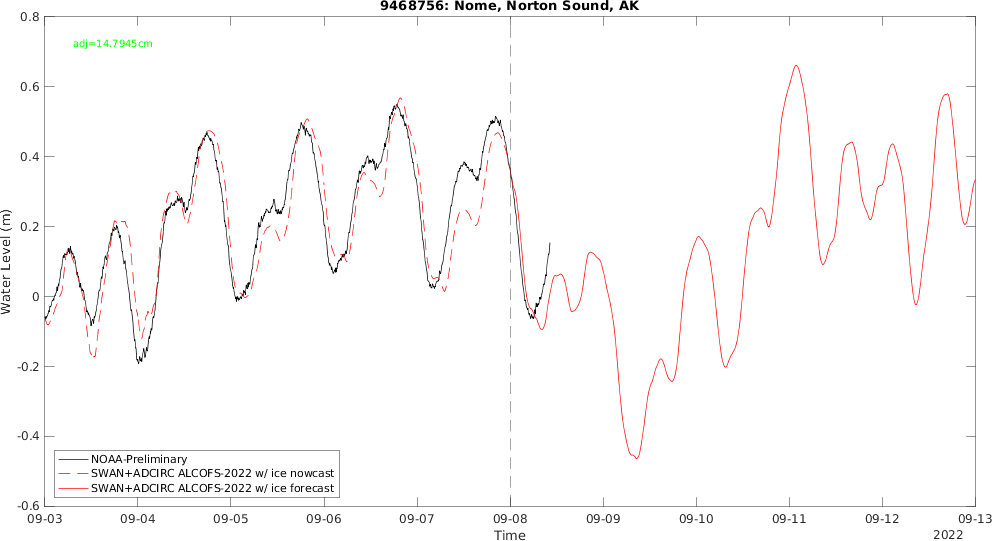 9468756: Nome, Norton Sound, AK
0.8
adj=14.7945cm
0.6
0.4
0.2
0
-0.2
-0.4
-0.6
Water Level (m)
NOAA-Preliminary
SWAN+ADCIRC ALCOFS-2022 w/ ice nowcast
SWAN+ADCIRC ALCOFS-2022 w/ ice forecast
09-03 09-04 09-05 09-06 09-07 09-08 09-09 09-10 09-11 09-12 09-13
Time
2022